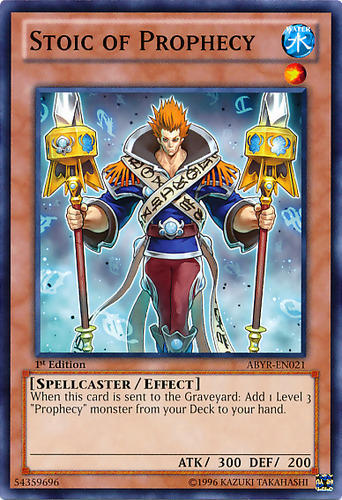 STOIC OF PROPHECY
WATER
水
1st Edition
ABYR-EN021
[SPELLCASTER / EFFECT]
When this card is sent to the Graveyard: Add 1 Level 3
"Prophecy" monster from your Deck to your hand.
ATK/ 300 DEF/ 200
54359696
©1996 KAZUKI TAKAHASHI